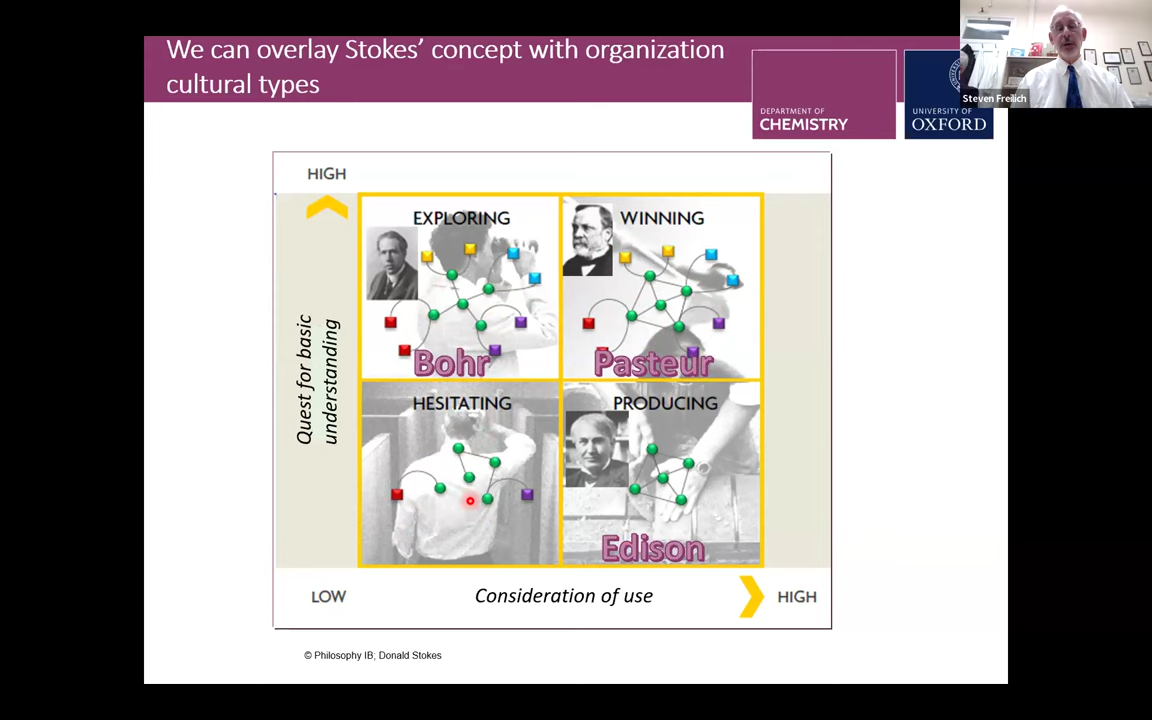 We can overlay Stokes’ concept with organization
cultural types
DEPARTMENT OF
CHEMISTRY
UNIVERSITY OF
OXFORD
Steven Freilich
HIGH
EXPLORING
WINNING
Bohr
Pasteur
Quest for basic
understanding
HESITATING
PRODUCING
Edison
LOW
Consideration of use
HIGH
© Philosophy IB; Donald Stokes